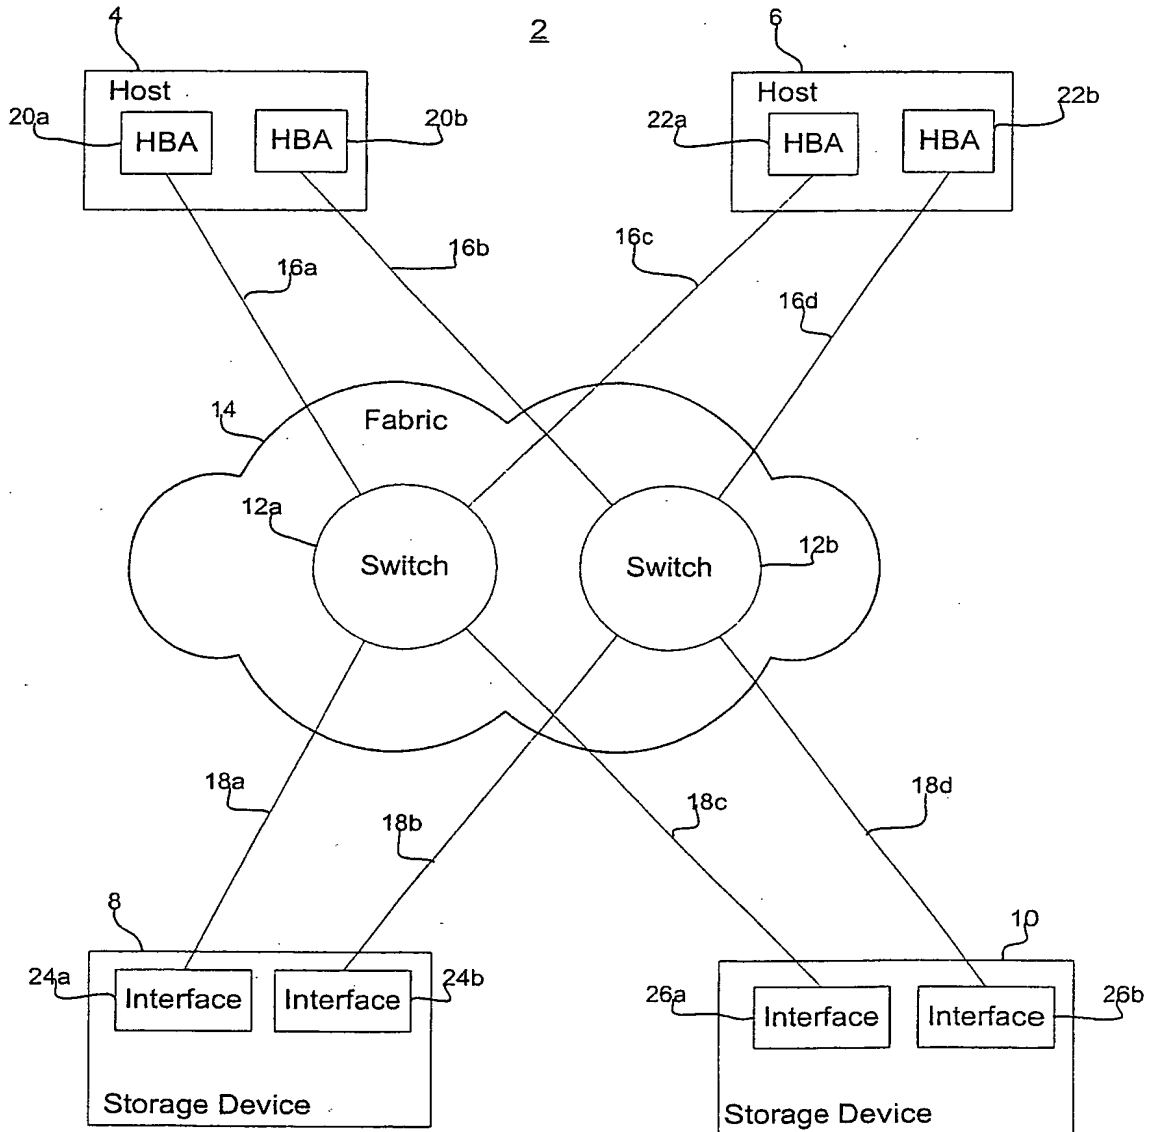 2
4
6
Host
Host
20a
HBA
HBA
20b
22a
HBA
HBA
22b
16a
16b
16c
16d
14
Fabric
12a
Switch
Switch
12b
18a
18b
18c
18d
8
10
24a
Interface
Interface
24b
26a
Interface
Interface
26b
Storage Device
Storage Device